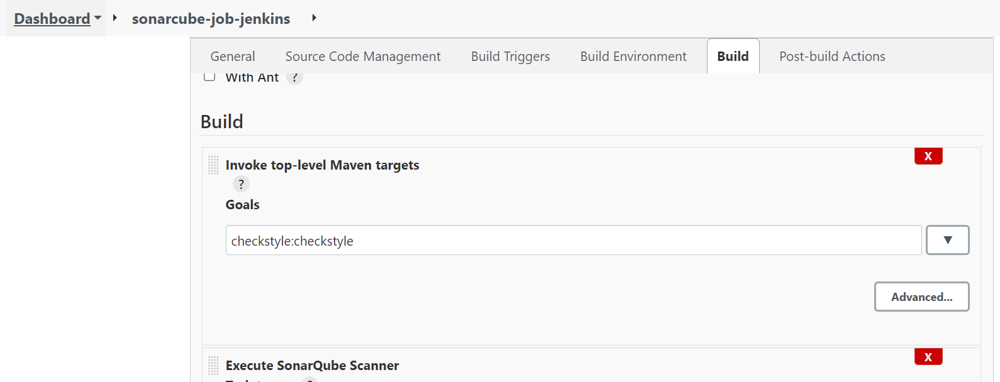 Dashboard sonarcube-job-jenkins
General Source Code Management Build Triggers Build Environment Build Post-build Actions
With Ant ?
Build
X
Invoke top-level Maven targets
?
Goals
checkstyle:checkstyle
Advanced...
X
Execute SonarQube Scanner